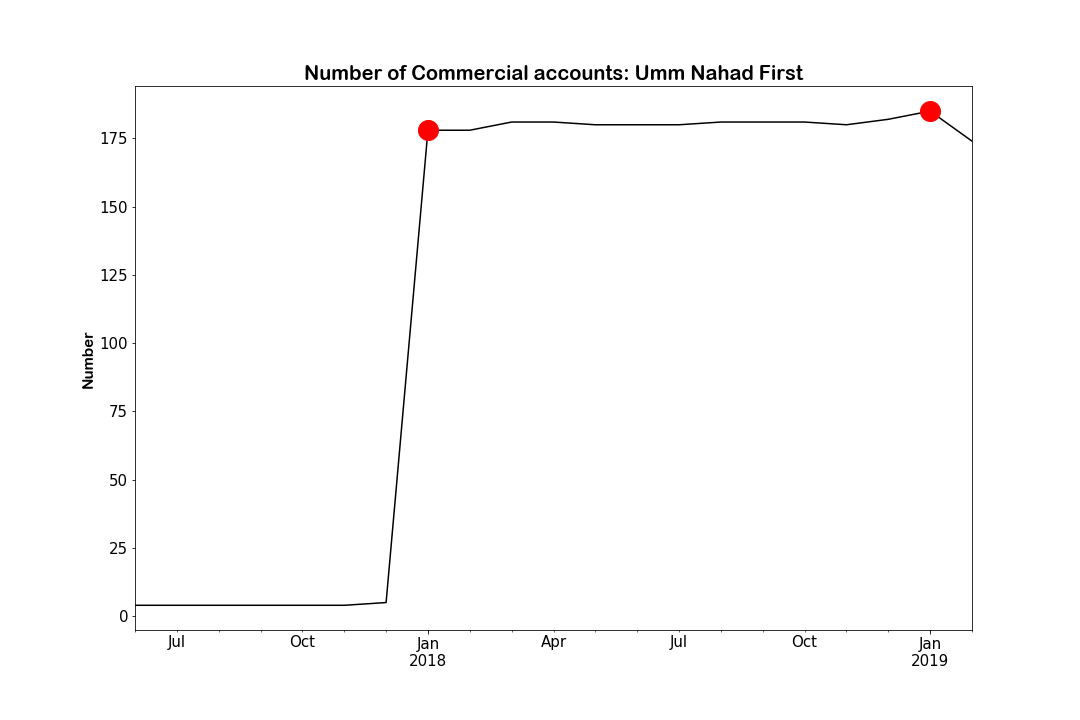 Number of Commercial accounts: Umm Nahad First
Number
175
150
125
100
75
50
25
0
Jul
Oct
Jan
2018
Apr
Jul
Oct
Jan
2019